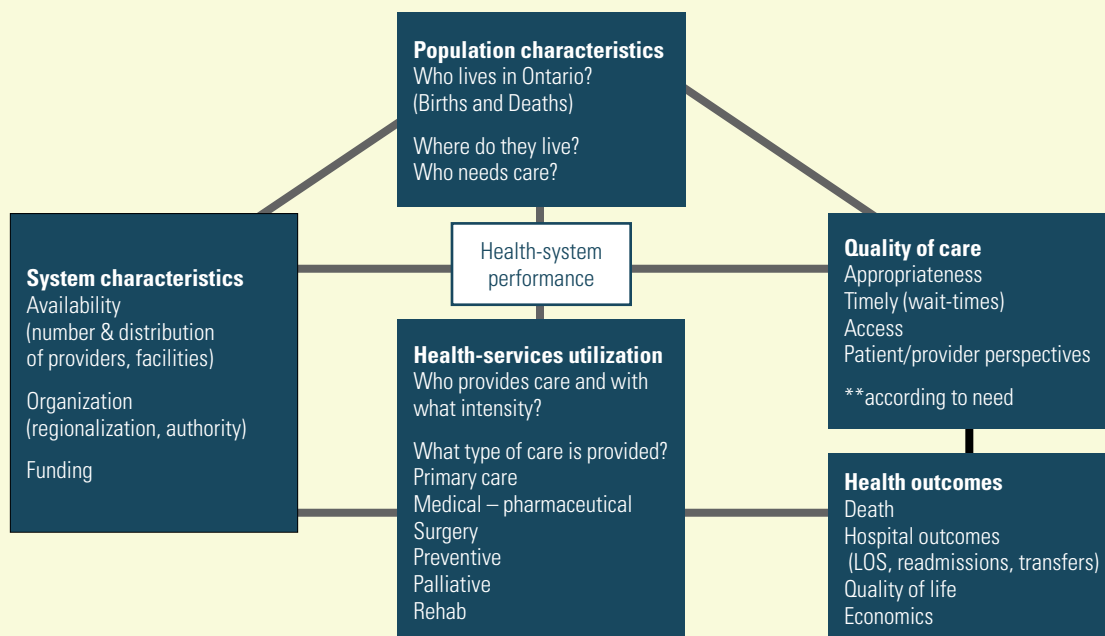 Population characteristics
Who lives in Ontario?
(Births and Deaths)
Where do they live?
Who needs care?
System characteristics
Availability
(number & distribution
of providers, facilities)
Organization
(regionalization, authority)
Funding
Health-system
performance
Health-services utilization
Who provides care and with
what intensity?
What type of care is provided?
Primary care
Medical – pharmaceutical
Surgery
Preventive
Palliative
Rehab
Quality of care
Appropriateness
Timely (wait-times)
Access
Patient/provider perspectives
**according to need
Health outcomes
Death
Hospital outcomes
(LOS, readmissions, transfers)
Quality of life
Economics